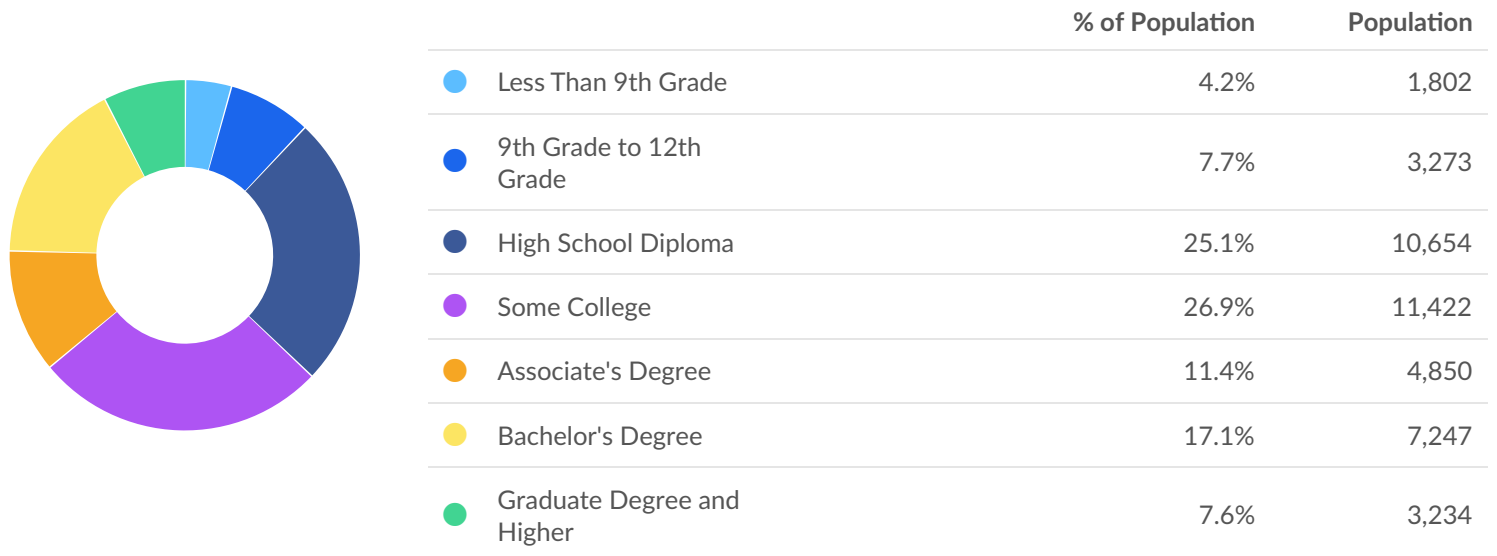 % of Population Population
Less Than 9th Grade 4.2% 1,802
9th Grade to 12th
Grade 7.7% 3,273
High School Diploma 25.1% 10,654
Some College 26.9% 11,422
Associate's Degree 11.4% 4,850
Bachelor's Degree 17.1% 7,247
Graduate Degree and
Higher 7.6% 3,234